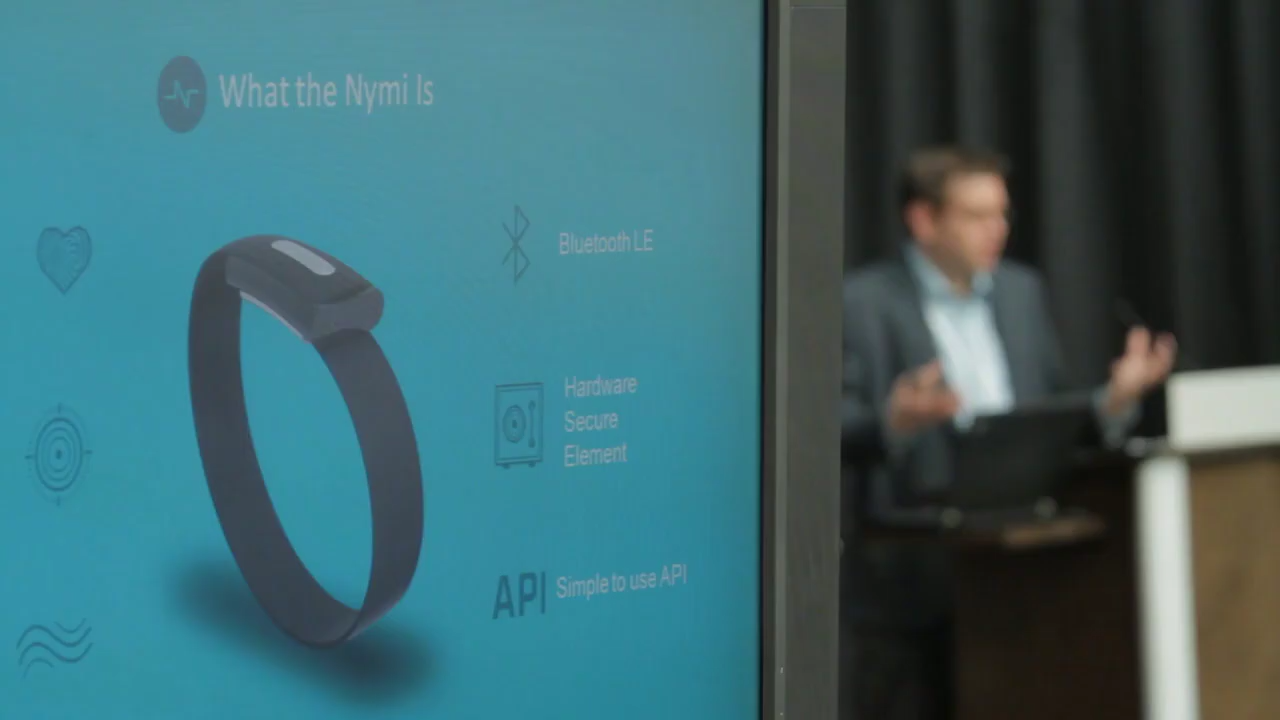 What the Nymi Is
Bluetooth LE
Hardware
Secure
Element
API
Simple to use API